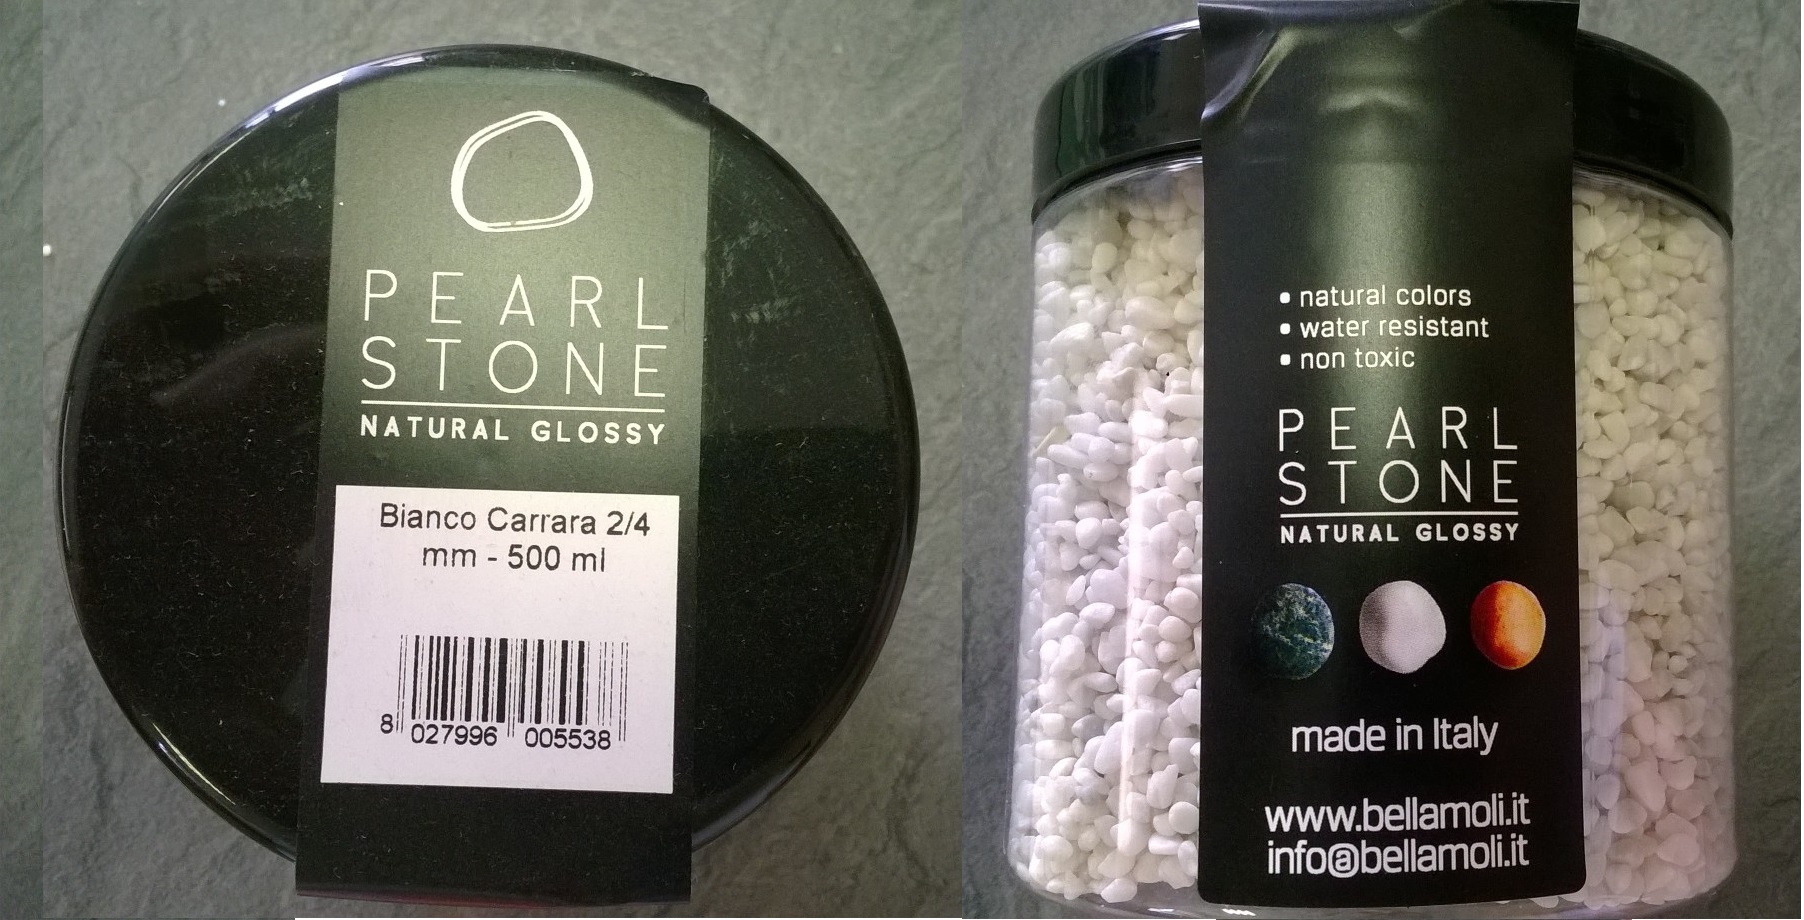 PEARL
STONE
NATURAL GLOSSY
Bianco Carrara 2/4
mm - 500 ml
8 027996 005538
• natural colors
• water resistant
• non toxic
PEARL
STONE
NATURAL GLOSSY
made in Italy
www.bellamoli.it
info@bellamoli.it